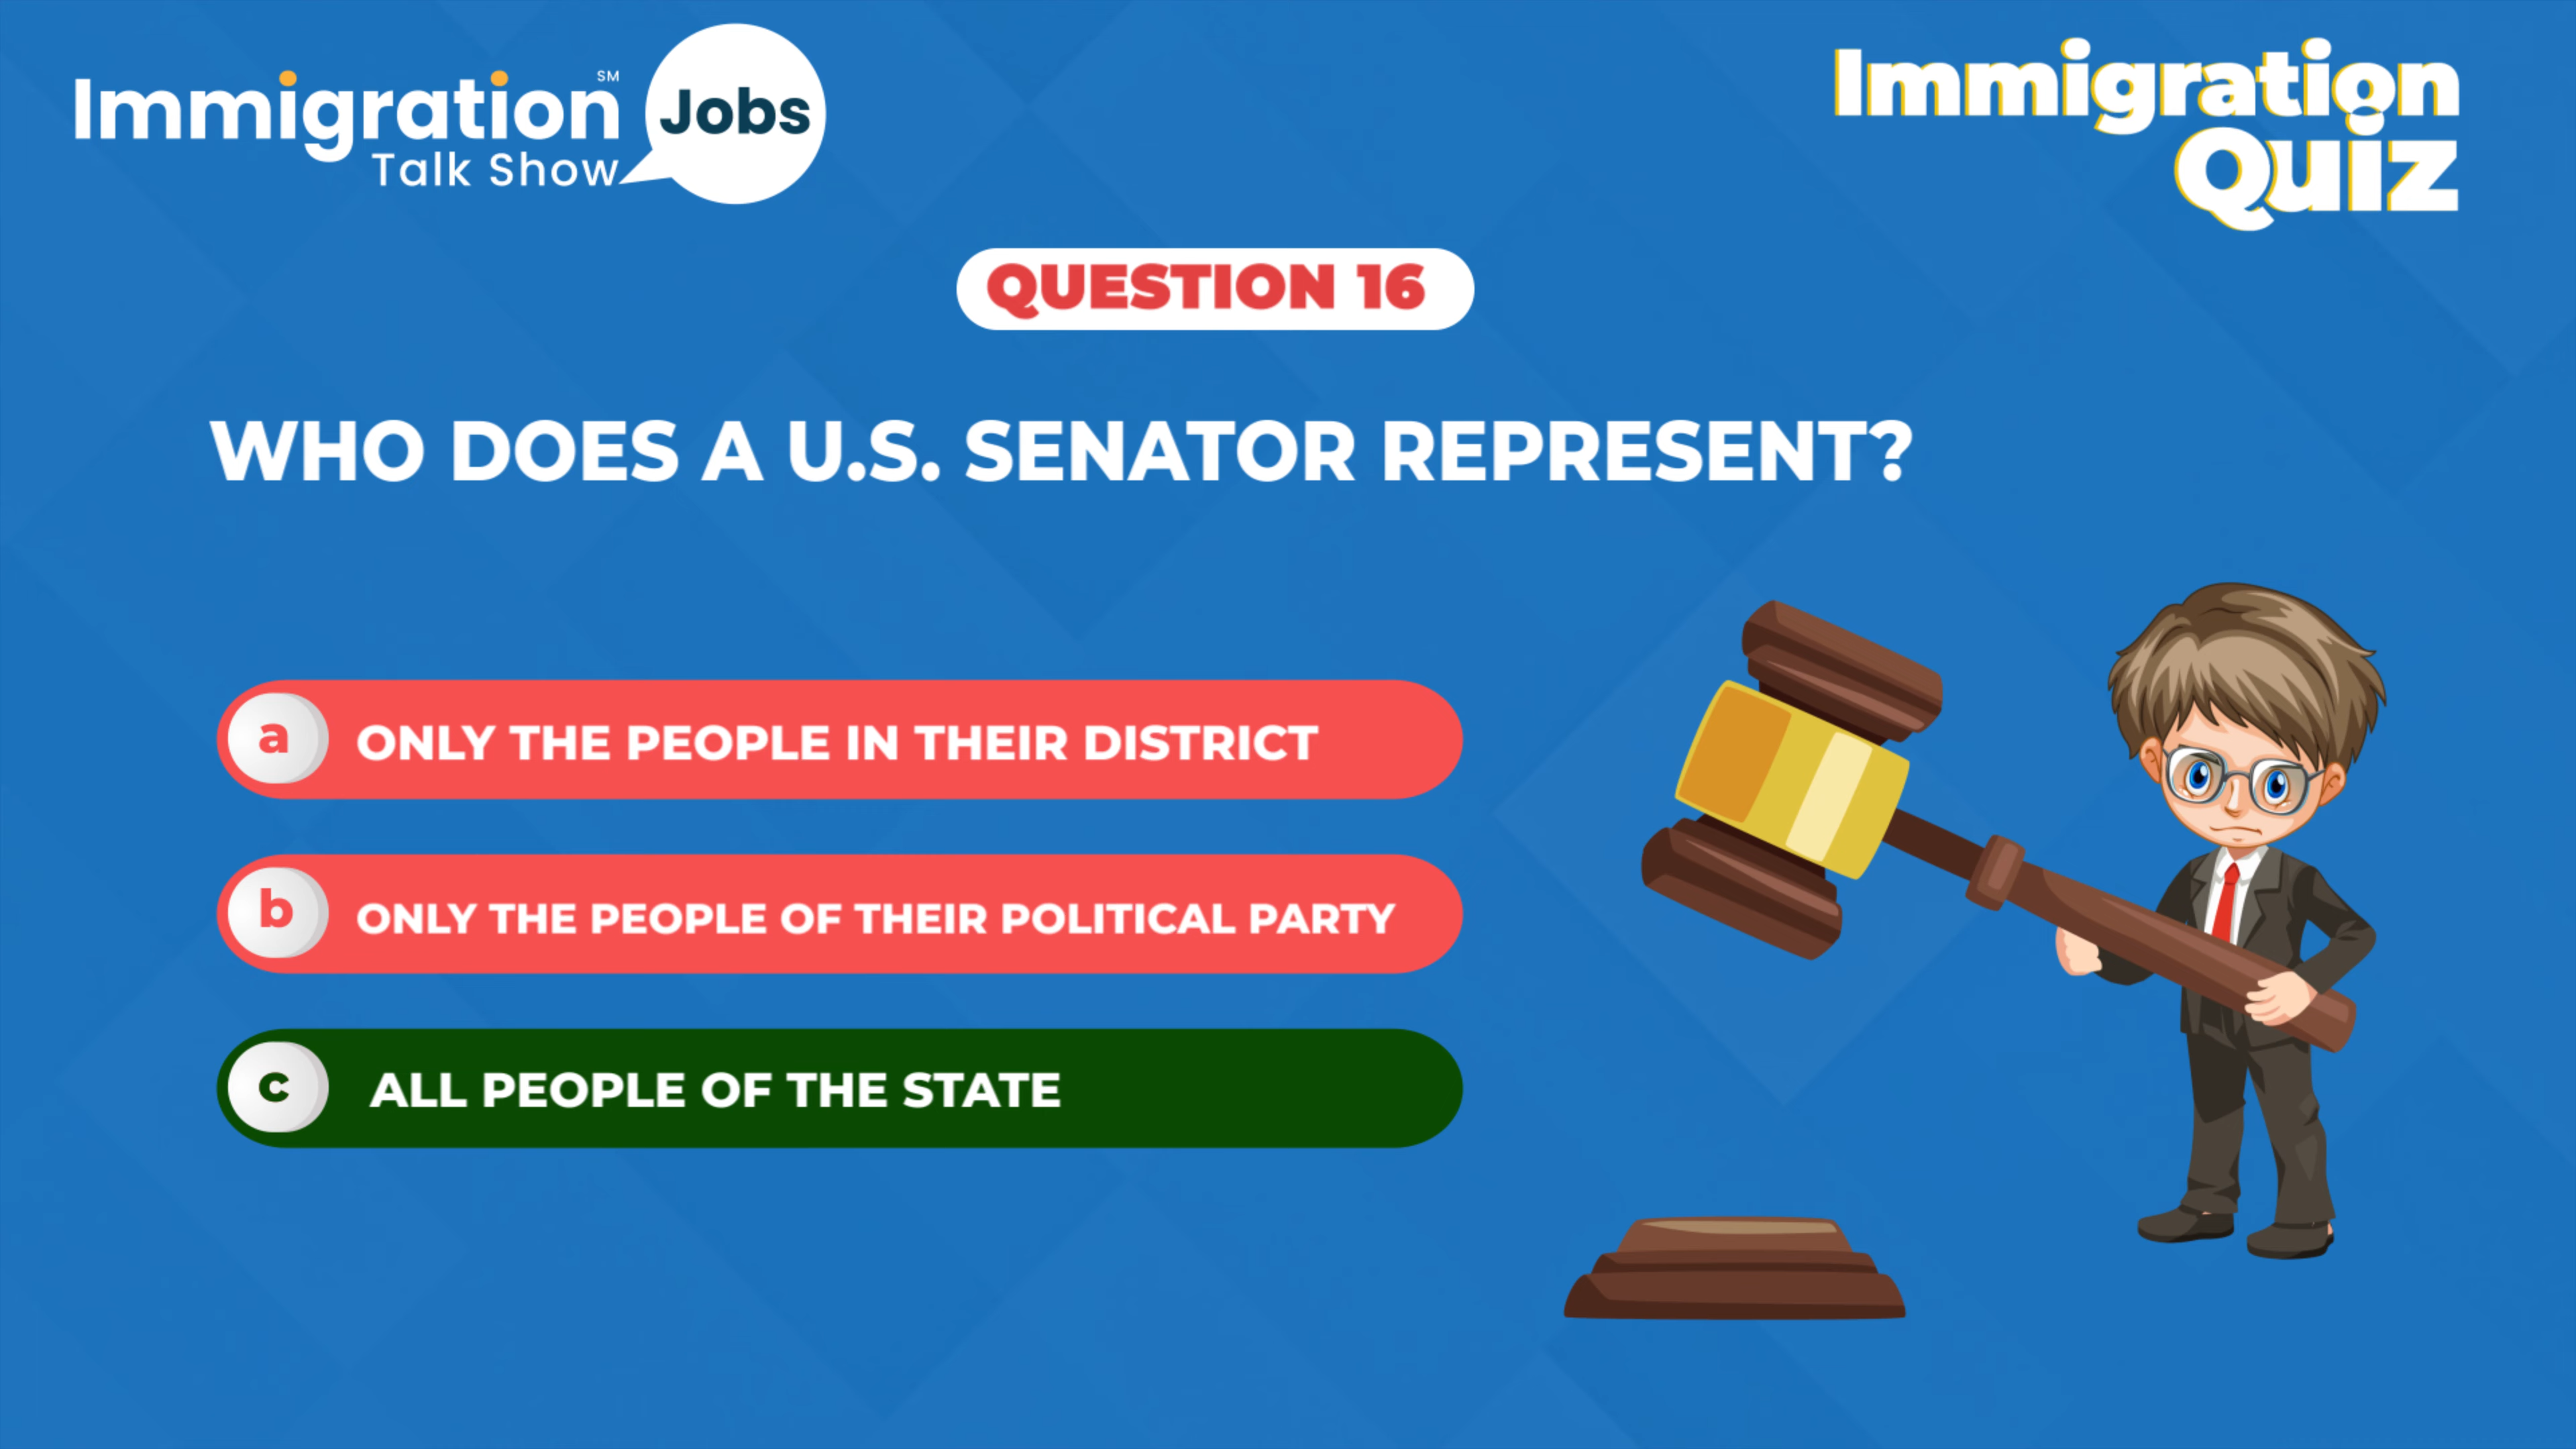 Immigration SM
Talk Show
Jobs
Immigration
Quiz
QUESTION 16
WHO DOES A U.S. SENATOR REPRESENT?
a ONLY THE PEOPLE IN THEIR DISTRICT
b ONLY THE PEOPLE OF THEIR POLITICAL PARTY
c ALL PEOPLE OF THE STATE